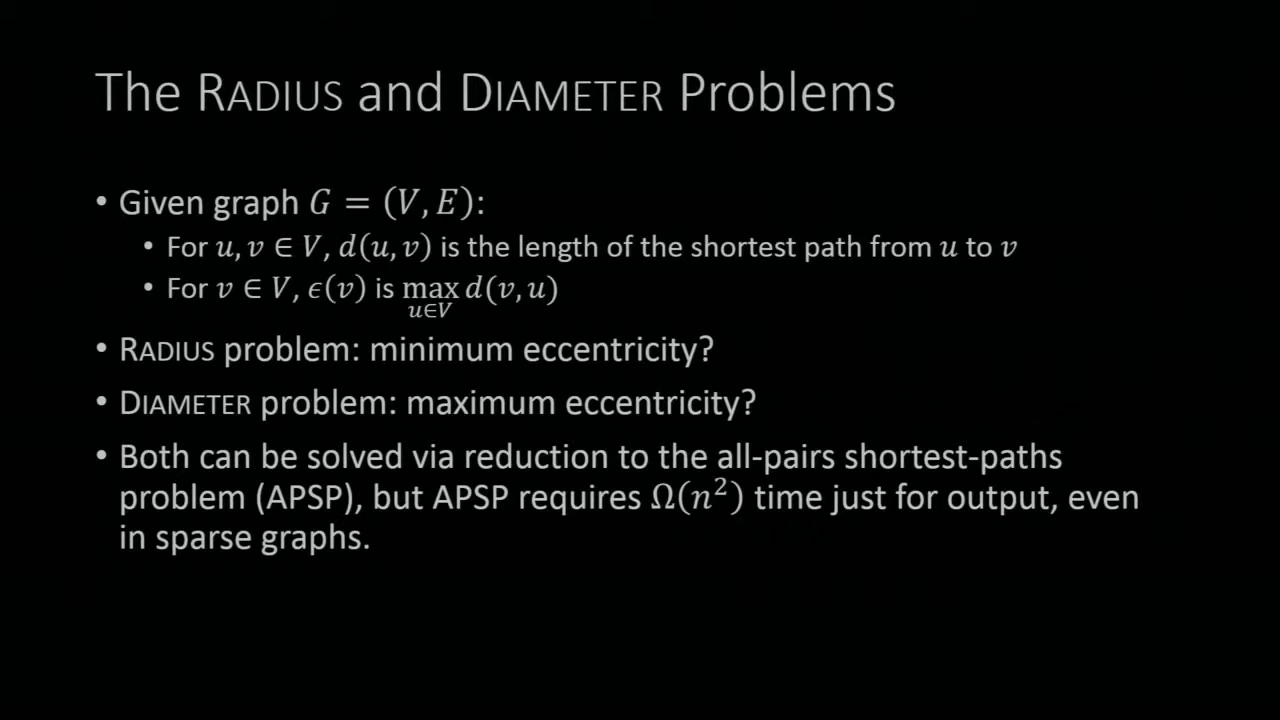 The RADIUS and DIAMETER Problems
• Given graph 𝐺 = (𝑉, 𝐸):
• For 𝑢, 𝑣 ∈ 𝑉, 𝑑(𝑢, 𝑣) is the length of the shortest path from 𝑢 to 𝑣
• For 𝑣 ∈ 𝑉, 𝜖(𝑣) is max 𝑑(𝑣, 𝑢)
𝑢∈𝑉
• RADIUS problem: minimum eccentricity?
• DIAMETER problem: maximum eccentricity?
• Both can be solved via reduction to the all-pairs shortest-paths
problem (APSP), but APSP requires Ω(𝑛²) time just for output, even
in sparse graphs.